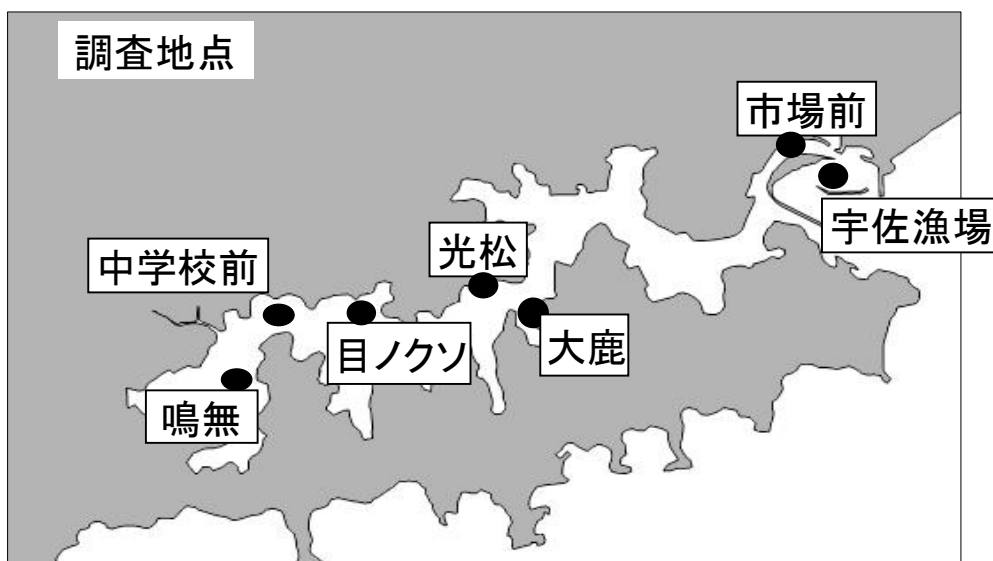 調査地点
市場前
宇佐漁場
光松
中学校前
目ノクソ
大鹿
鳴無